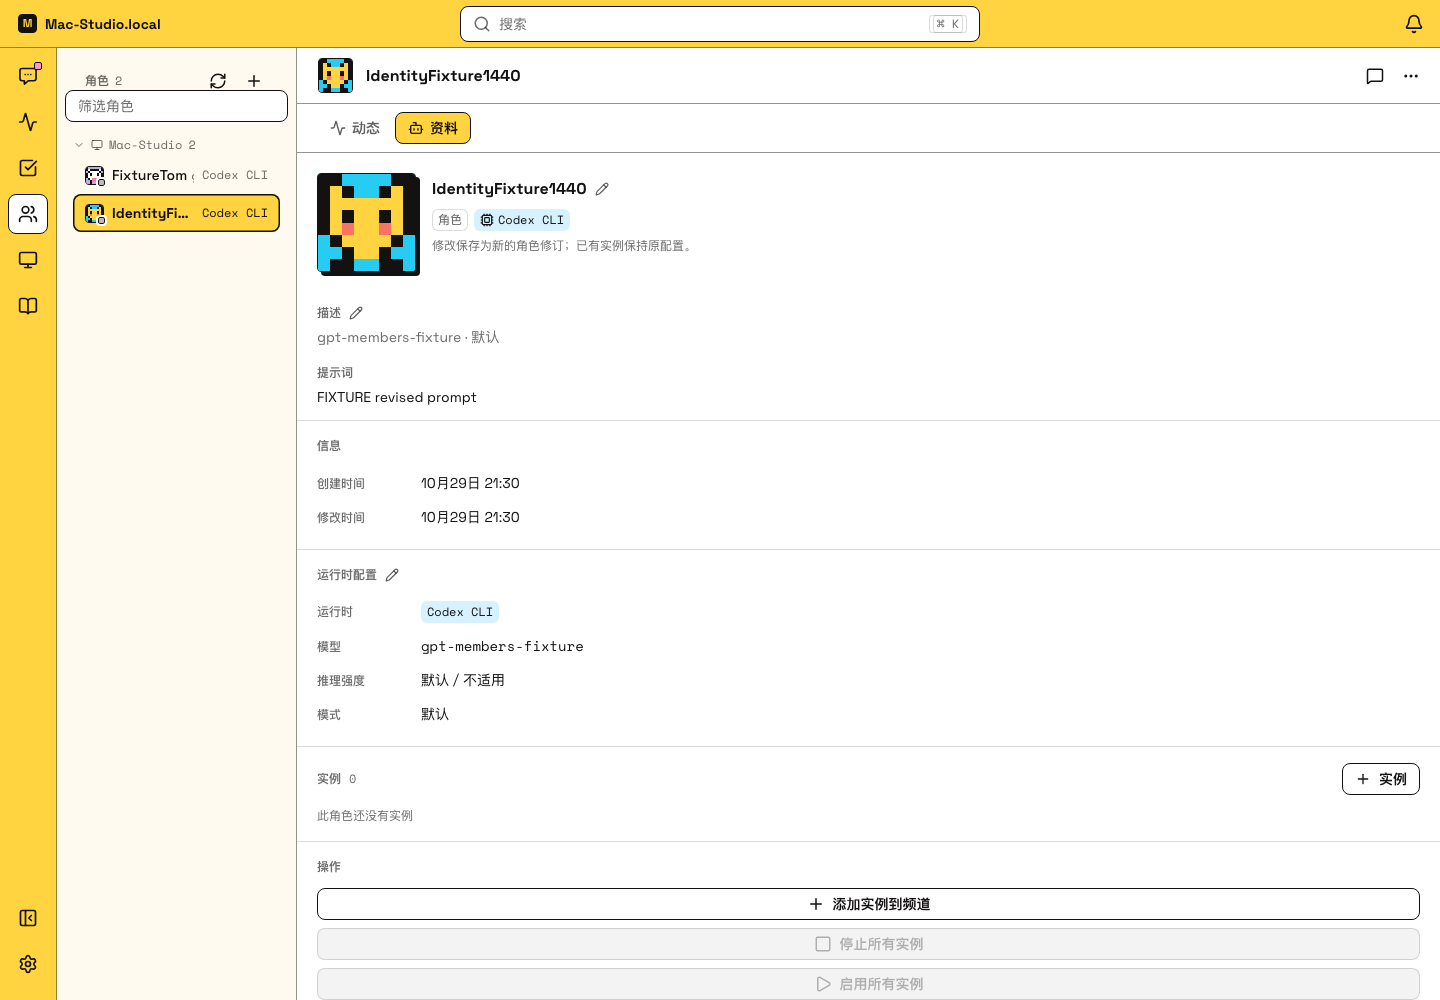 M Mac-Studio.local
搜索 ⌘ K
角色 2
筛选角色
Mac-Studio 2
FixtureTom Codex CLI
IdentityFi... Codex CLI
IdentityFixture1440
动态 资料
IdentityFixture1440
角色 Codex CLI
修改保存为新的角色修订；已有实例保持原配置。
描述
gpt-members-fixture · 默认
提示词
FIXTURE revised prompt
信息
创建时间 10月29日 21:30
修改时间 10月29日 21:30
运行时配置
运行时 Codex CLI
模型 gpt-members-fixture
推理强度 默认 / 不适用
模式 默认
实例 0
实例
此角色还没有实例
操作
添加实例到频道
停止所有实例
启用所有实例